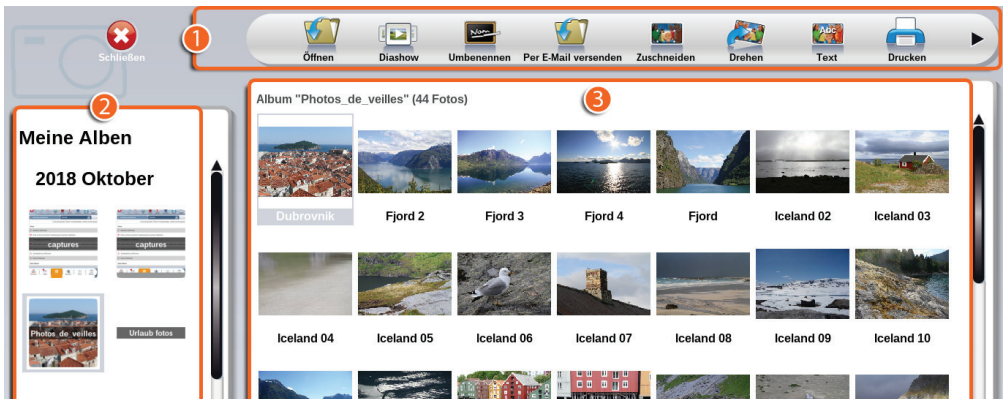 Schließen
1
Öffnen
Diashow
Umbenennen
Per E-Mail versenden
Zuschneiden
Drehen
Text
Drucken
Nom
Abc
2
Meine Alben
2018 Oktober
captures
captures
Photos_de_veilles
Urlaub fotos
3
Album "Photos_de_veilles" (44 Fotos)
Dubrovnik
Fjord 2
Fjord 3
Fjord 4
Fjord
Iceland 02
Iceland 03
Iceland 04
Iceland 05
Iceland 06
Iceland 07
Iceland 08
Iceland 09
Iceland 10